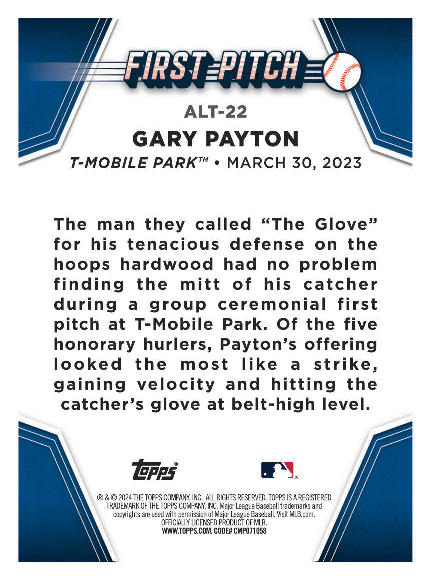 FIRST PITCH
ALT-22
GARY PAYTON
T-MOBILE PARK™ • MARCH 30, 2023
The man they called “The Glove”
for his tenacious defense on the
hoops hardwood had no problem
finding the mitt of his catcher
during a group ceremonial first
pitch at T-Mobile Park. Of the five
honorary hurlers, Payton’s offering
looked the most like a strike,
gaining velocity and hitting the
catcher’s glove at belt-high level.
Topps
® & © 2024 THE TOPPS COMPANY, INC. ALL RIGHTS RESERVED. TOPPS IS A REGISTERED
TRADEMARK OF THE TOPPS COMPANY, INC. Major League Baseball trademarks and
copyrights are used with permission of Major League Baseball. Visit MLB.com.
OFFICIALLY LICENSED PRODUCT OF MLB.
WWW.TOPPS.COM. CODE# CMP071058